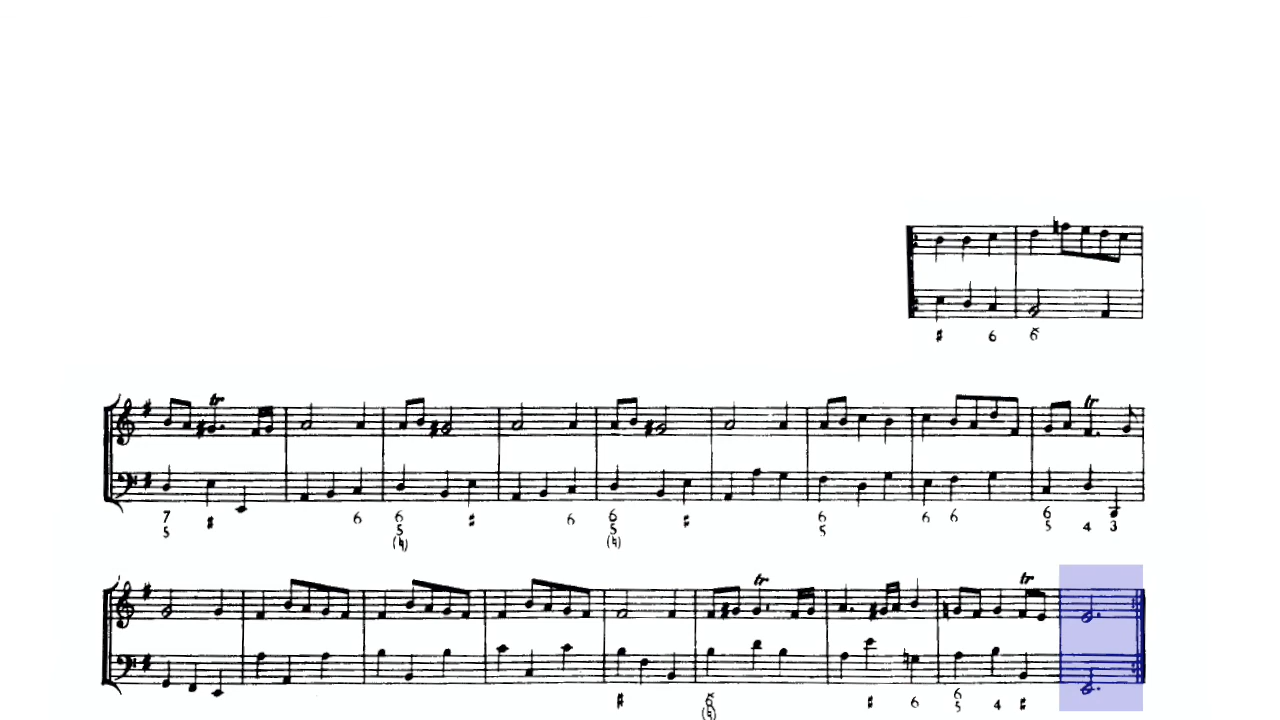 ♯ 6 6
tr tr
7 ♯ 6 6 ♯ 6 6 ♯ 6 6 6 6 4 3
5 5 5 5 5
(♮) (♮)
tr tr
♯ 6 ♯ 6 6 4 ♯
(♮) 5